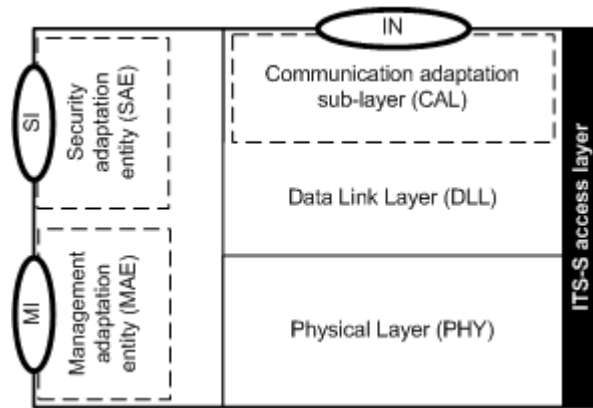 IN
SI
Security
adaptation
entity (SAE)
Communication adaptation
sub-layer (CAL)
Data Link Layer (DLL)
MI
Management
adaptation
entity (MAE)
Physical Layer (PHY)
ITS-S access layer